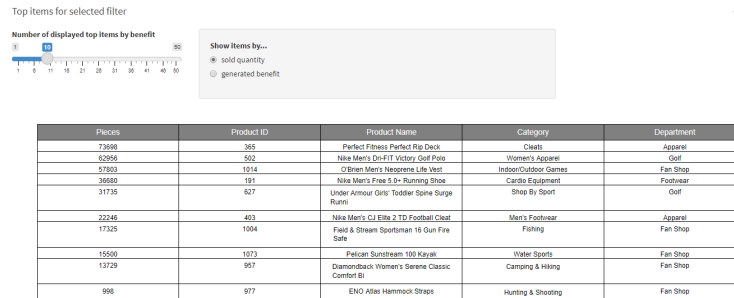 Top items for selected filter
Number of displayed top items by benefit
1 10 50
1 6 11 16 21 26 31 36 41 46 50
Show items by...
sold quantity
generated benefit
Pieces Product ID Product Name Category Department
73698 365 Perfect Fitness Perfect Rip Deck Cleats Apparel
62956 502 Nike Men's Dri-FIT Victory Golf Polo Women's Apparel Golf
57803 1014 O'Brien Men's Neoprene Life Vest Indoor/Outdoor Games Fan Shop
36680 191 Nike Men's Free 5.0+ Running Shoe Cardio Equipment Footwear
31735 627 Under Armour Girls' Toddler Spine Surge Shop By Sport Golf
Runni
22246 403 Nike Men's CJ Elite 2 TD Football Cleat Men's Footwear Apparel
17325 1004 Field & Stream Sportsman 16 Gun Fire Fishing Fan Shop
Safe
15500 1073 Pelican Sunstream 100 Kayak Water Sports Fan Shop
13729 957 Diamondback Women's Serene Classic Camping & Hiking Fan Shop
Comfort Bi
998 977 ENO Atlas Hammock Straps Hunting & Shooting Fan Shop